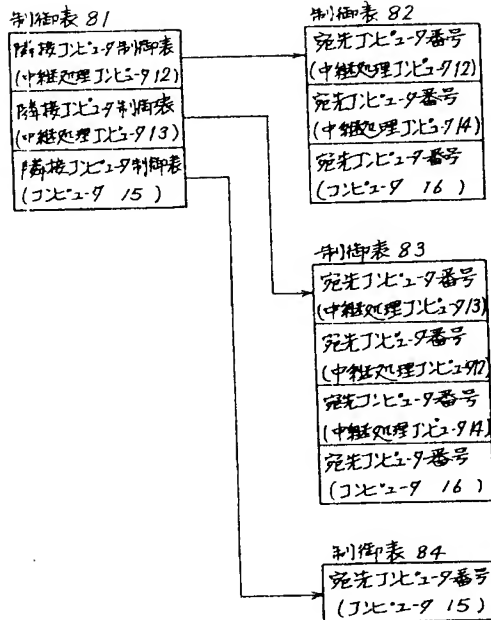 制御表 81
隣接コンピュータ制御表
(中継処理コンピュータ12)
隣接コンピュータ制御表
(中継処理コンピュータ13)
隣接コンピュータ制御表
(コンピュータ 15 )
制御表 82
宛先コンピュータ番号
(中継処理コンピュータ12)
宛先コンピュータ番号
(中継処理コンピュータ14)
宛先コンピュータ番号
(コンピュータ 16 )
制御表 83
宛先コンピュータ番号
(中継処理コンピュータ13)
宛先コンピュータ番号
(中継処理コンピュータ12)
宛先コンピュータ番号
(中継処理コンピュータ14)
宛先コンピュータ番号
(コンピュータ 16 )
制御表 84
宛先コンピュータ番号
(コンピュータ 15 )